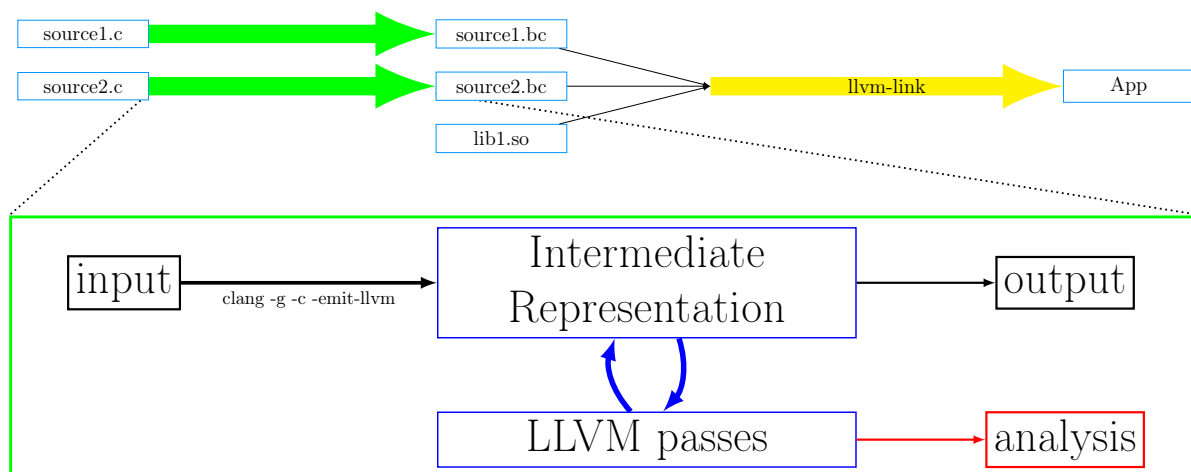 source1.c
source1.bc
source2.c
source2.bc
llvm-link
App
lib1.so
input
clang -g -c -emit-llvm
Intermediate
Representation
output
LLVM passes
analysis